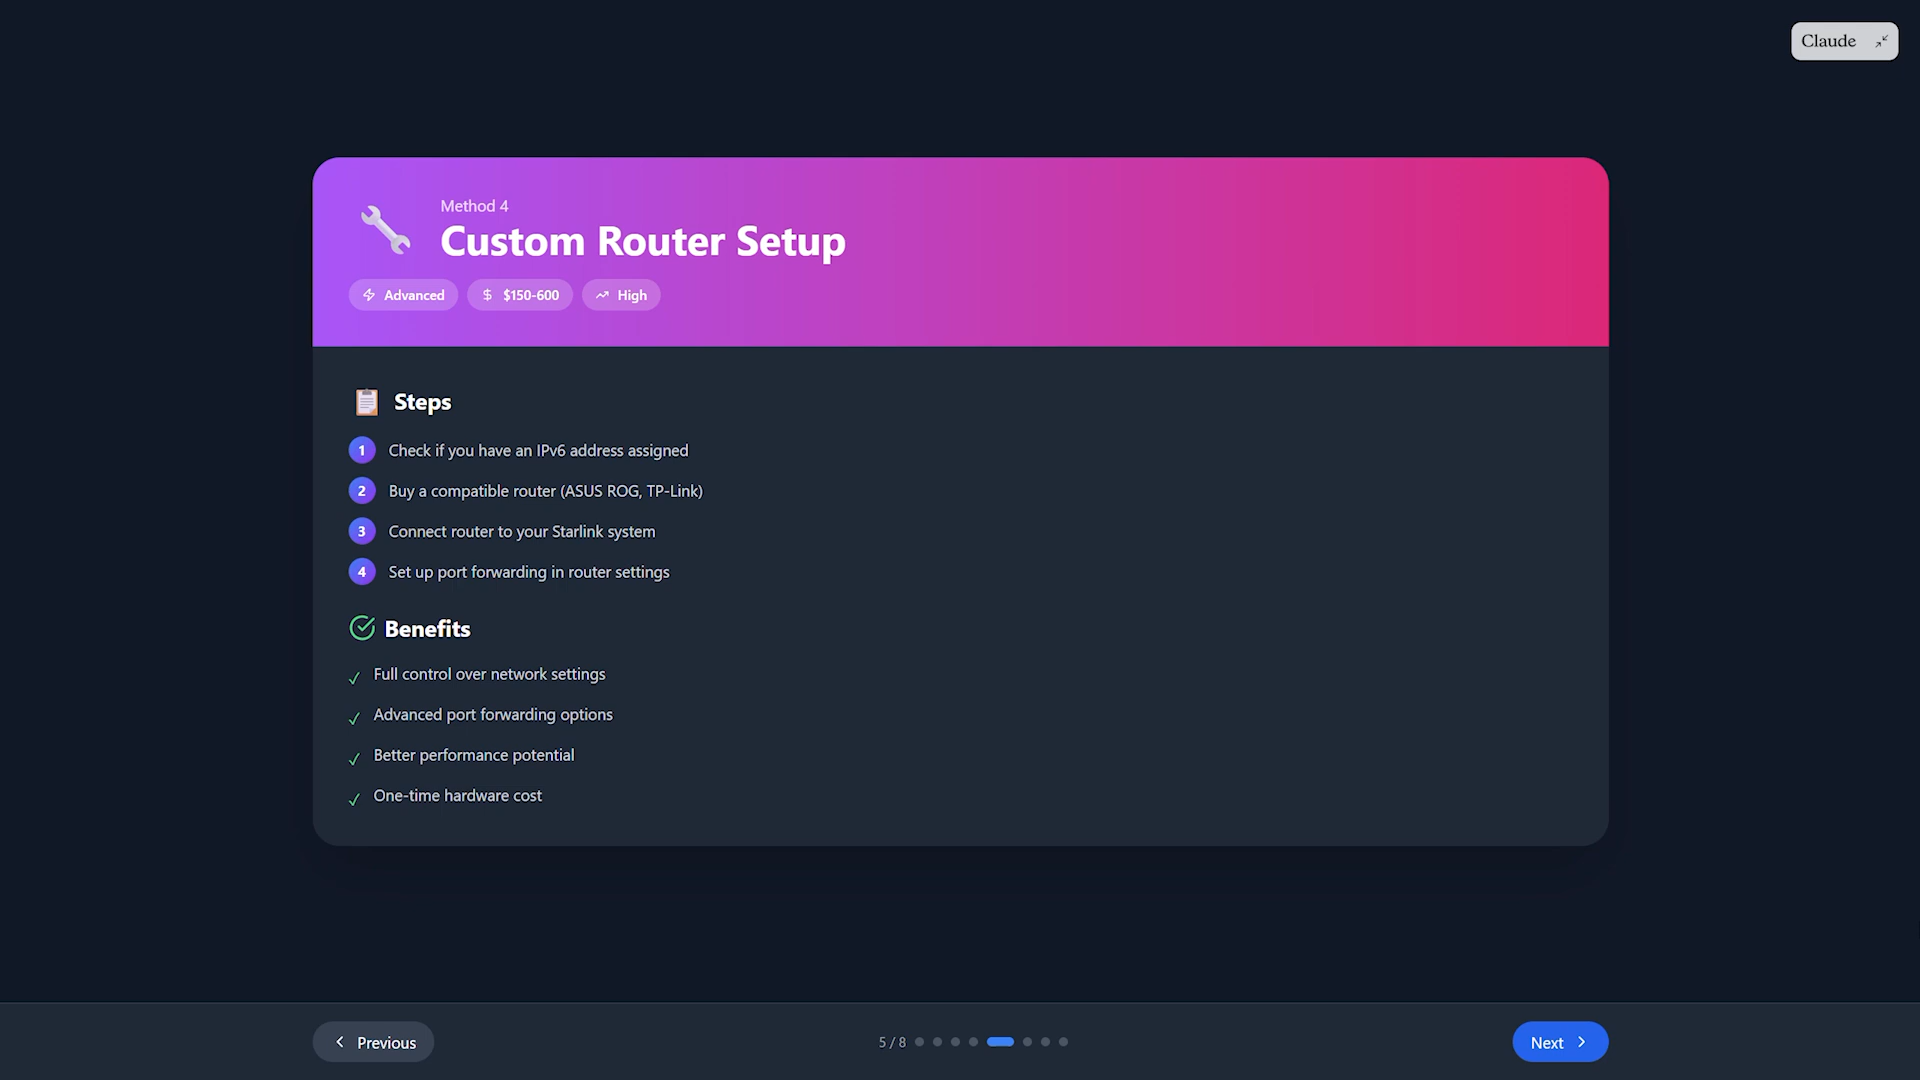 Claude
Method 4
Custom Router Setup
Advanced
$150-600
High
Steps
1 Check if you have an IPv6 address assigned
2 Buy a compatible router (ASUS ROG, TP-Link)
3 Connect router to your Starlink system
4 Set up port forwarding in router settings
Benefits
✓ Full control over network settings
✓ Advanced port forwarding options
✓ Better performance potential
✓ One-time hardware cost
Previous
5 / 8
Next